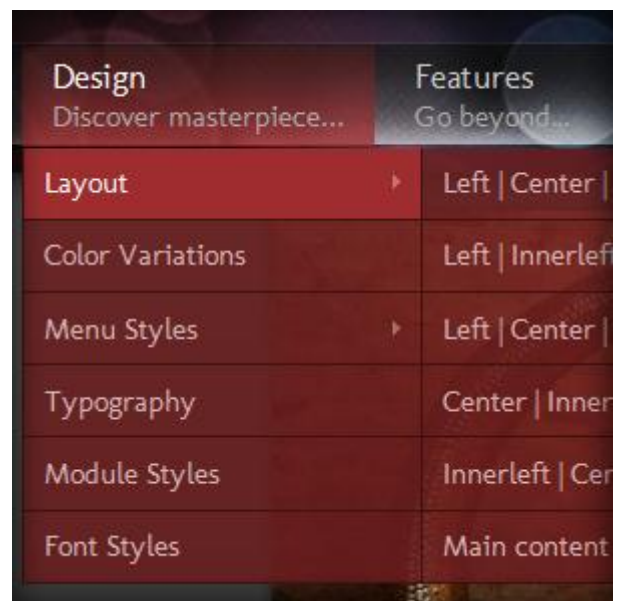 Design
Discover masterpiece...
Features
Go beyond...
Layout
Color Variations
Menu Styles
Typography
Module Styles
Font Styles
Left | Center |
Left |
Left | Center |
Center |
Innerleft |
Main content